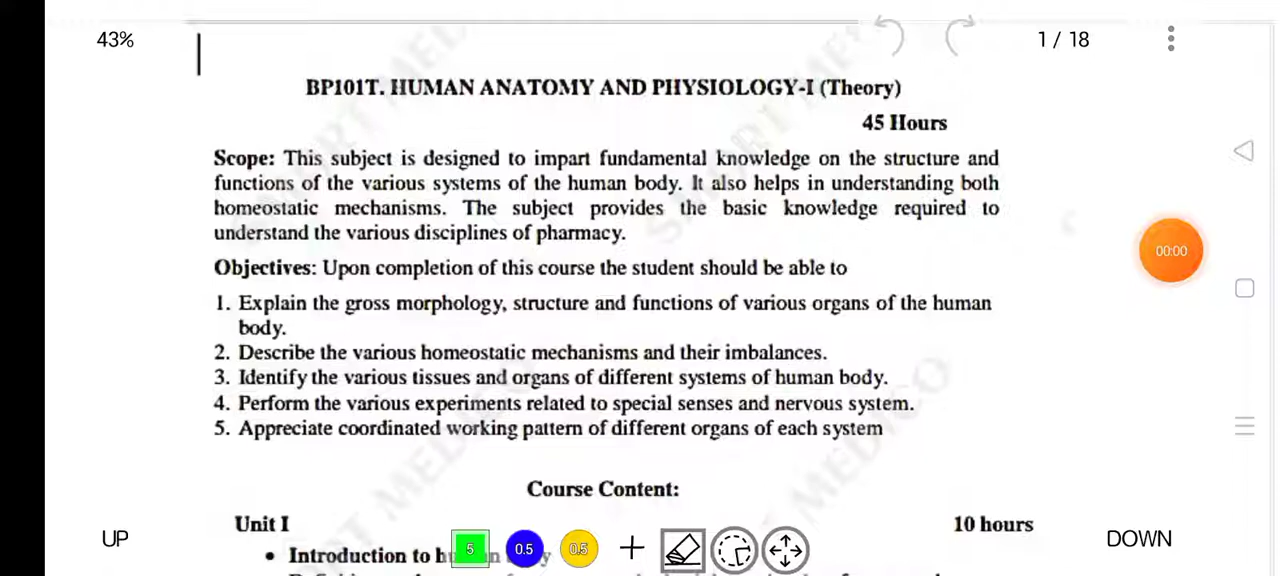 43%
1 / 18
BP101T. HUMAN ANATOMY AND PHYSIOLOGY-I (Theory)
45 Hours
Scope: This subject is designed to impart fundamental knowledge on the structure and
functions of the various systems of the human body. It also helps in understanding both
homeostatic mechanisms. The subject provides the basic knowledge required to
understand the various disciplines of pharmacy.
00:00
Objectives: Upon completion of this course the student should be able to
1. Explain the gross morphology, structure and functions of various organs of the human
body.
2. Describe the various homeostatic mechanisms and their imbalances.
3. Identify the various tissues and organs of different systems of human body.
4. Perform the various experiments related to special senses and nervous system.
5. Appreciate coordinated working pattern of different organs of each system
Course Content:
Unit I 10 hours
UP
DOWN
5 0.5 0.5
• Introduction to